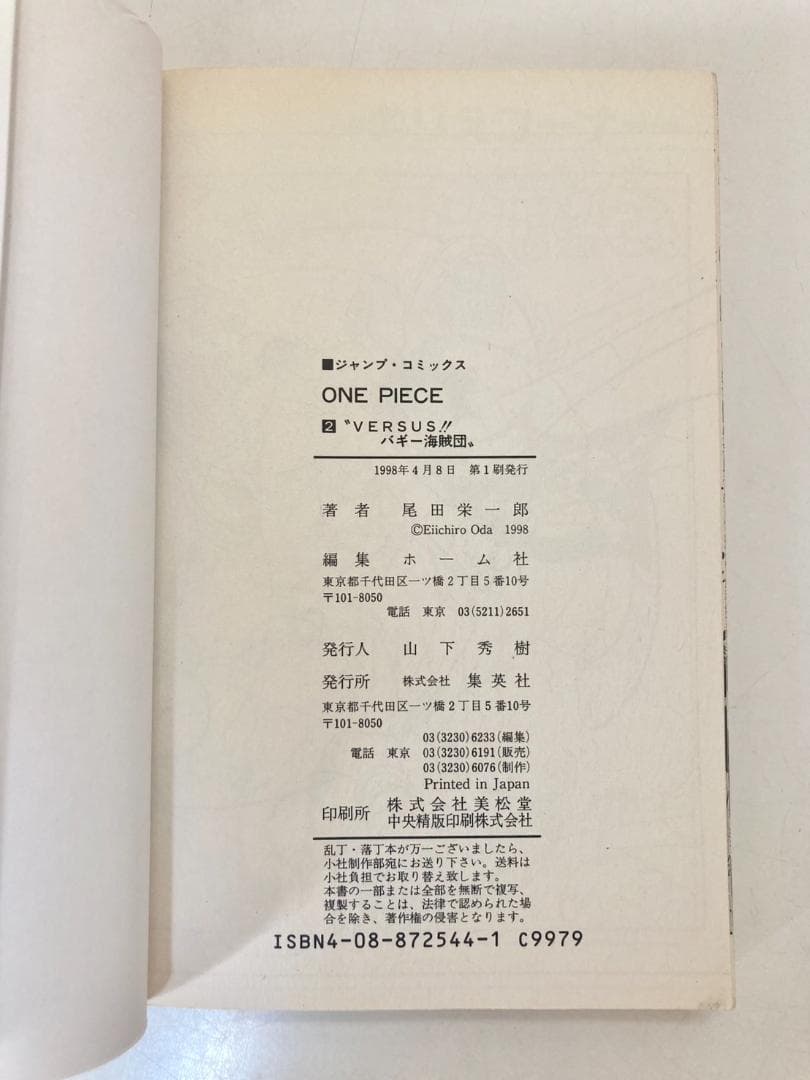 ■ジャンプ・コミックス
ONE PIECE
2 〝VERSUS!!
バギー海賊団〟
1998年4月8日 第1刷発行
著者 尾田栄一郎
©Eiichiro Oda 1998
編集 ホーム社
東京都千代田区一ツ橋2丁目5番10号
〒101-8050
電話 東京 03(5211)2651
発行人 山下秀樹
発行所 株式会社 集英社
東京都千代田区一ツ橋2丁目5番10号
〒101-8050
03(3230)6233(編集)
電話 東京 03(3230)6191(販売)
03(3230)6076(制作)
Printed in Japan
印刷所 株式会社美松堂
中央精版印刷株式会社
乱丁・落丁本が万一ございましたら、
小社制作部宛にお送り下さい。送料は
小社負担でお取り替え致します。
本書の一部または全部を無断で複写、
複製することは、法律で認められた場
合を除き、著作権の侵害となります。
ISBN4-08-872544-1 C9979